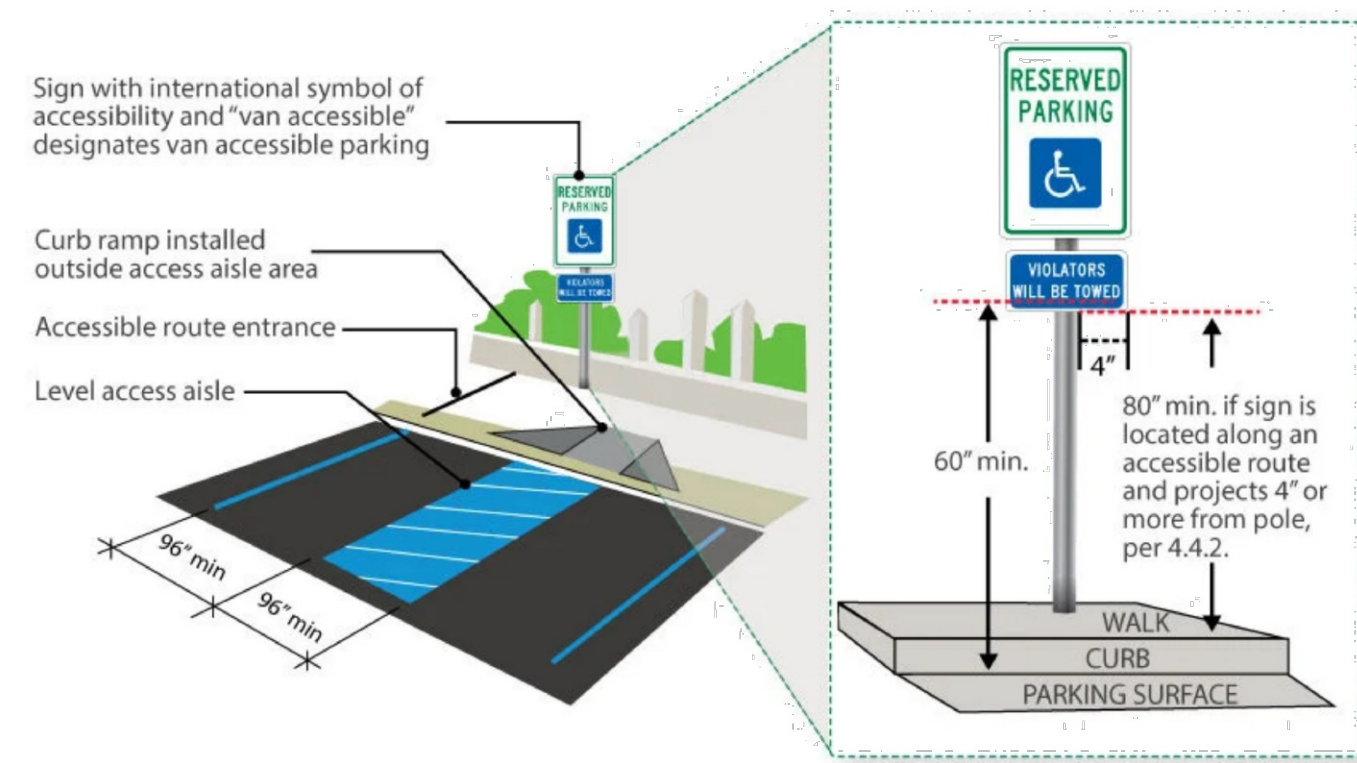 Sign with international symbol of
accessibility and “van accessible”
designates van accessible parking
Curb ramp installed
outside access aisle area
Accessible route entrance
Level access aisle
96” min
96” min
RESERVED
PARKING
VIOLATORS
WILL BE TOWED
RESERVED
PARKING
VIOLATORS
WILL BE TOWED
4”
60” min.
80” min. if sign is
located along an
accessible route
and projects 4” or
more from pole,
per 4.4.2.
WALK
CURB
PARKING SURFACE